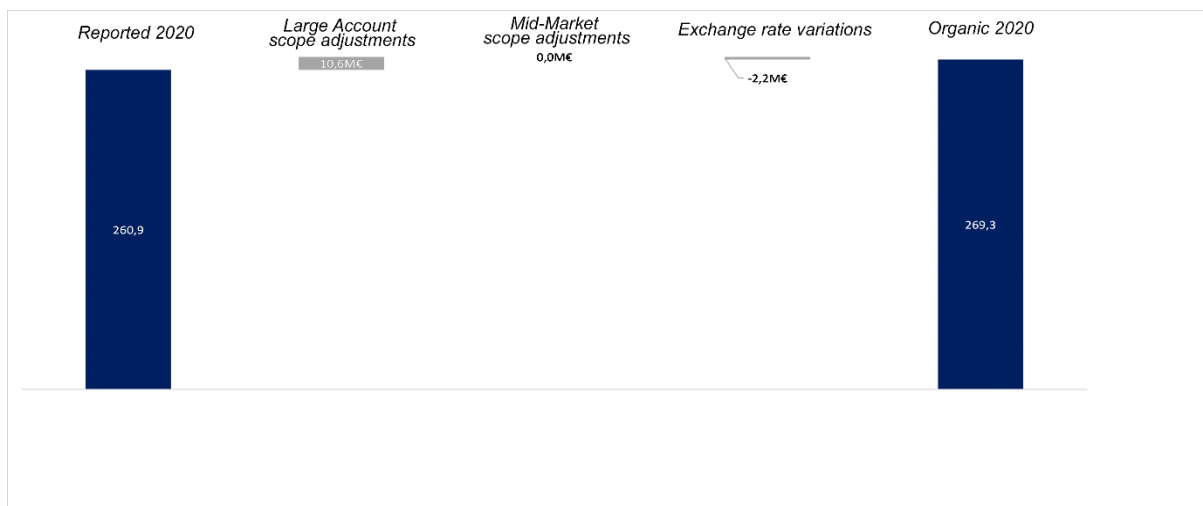 Reported 2020
Large Account
scope adjustments
10,6M€
Mid-Market
scope adjustments
0,0M€
Exchange rate variations
-2,2M€
Organic 2020
260,9
269,3